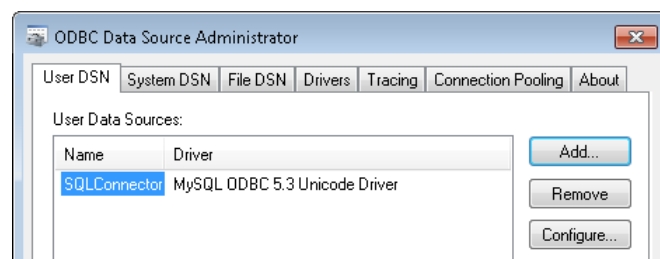 ODBC Data Source Administrator
User DSN System DSN File DSN Drivers Tracing Connection Pooling About
User Data Sources:
Name Driver Add...
SQLConnector MySQL ODBC 5.3 Unicode Driver
Remove
Configure...